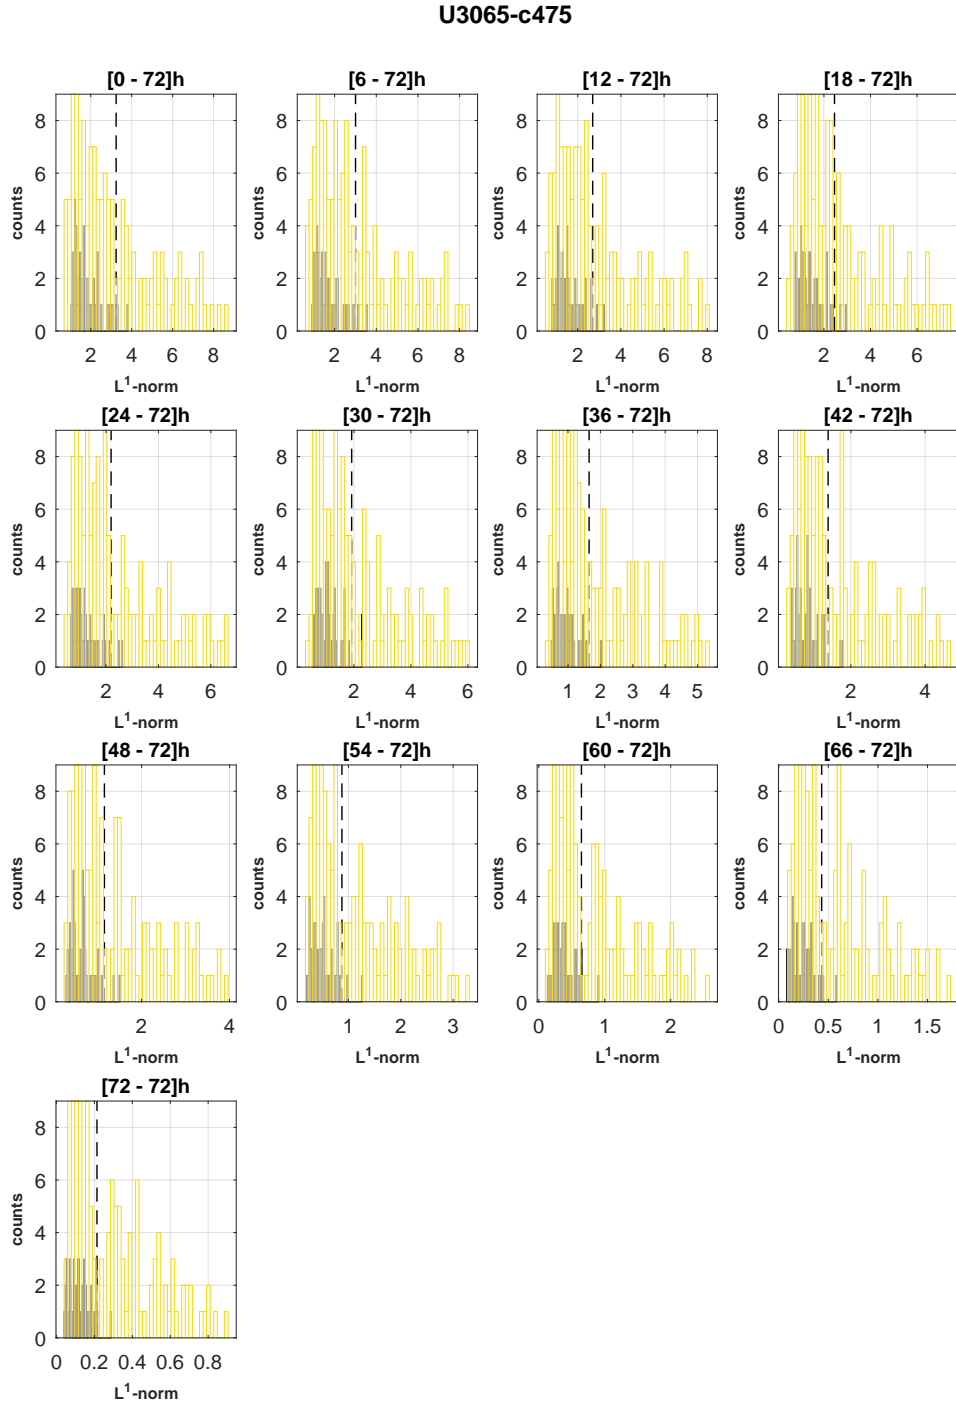 U3065-c475
[0 - 72]h
[6 - 72]h
[12 - 72]h
[18 - 72]h
counts
8
6
4
2
0
2 4 6 8
L¹-norm
counts
8
6
4
2
0
2 4 6 8
L¹-norm
counts
8
6
4
2
0
2 4 6 8
L¹-norm
counts
8
6
4
2
0
2 4 6
L¹-norm
[24 - 72]h
[30 - 72]h
[36 - 72]h
[42 - 72]h
counts
8
6
4
2
0
2 4 6
L¹-norm
counts
8
6
4
2
0
2 4 6
L¹-norm
counts
8
6
4
2
0
1 2 3 4 5
L¹-norm
counts
8
6
4
2
0
2 4
L¹-norm
[48 - 72]h
[54 - 72]h
[60 - 72]h
[66 - 72]h
counts
8
6
4
2
0
2 4
L¹-norm
counts
8
6
4
2
0
1 2 3
L¹-norm
counts
8
6
4
2
0
0 1 2
L¹-norm
counts
8
6
4
2
0
0 0.5 1 1.5
L¹-norm
[72 - 72]h
counts
8
6
4
2
0
0 0.2 0.4 0.6 0.8
L¹-norm